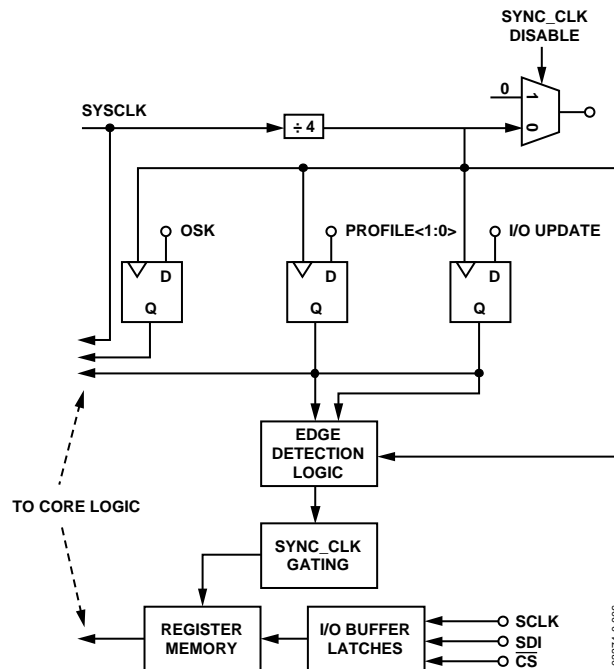 SYNC_CLK
DISABLE
0
1
0
SYSCLK
÷ 4
OSK
PROFILE<1:0>
I/O UPDATE
D
Q
D
Q
D
Q
EDGE
DETECTION
LOGIC
TO CORE LOGIC
SYNC_CLK
GATING
REGISTER
MEMORY
I/O BUFFER
LATCHES
SCLK
SDI
CS